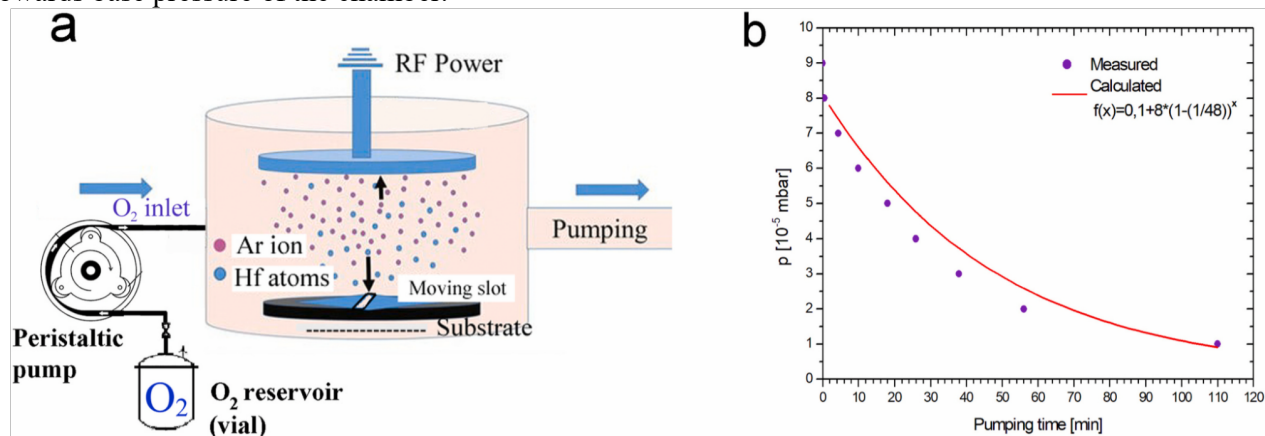 a
RF Power
O₂ inlet
Ar ion
Hf atoms
Pumping
Moving slot
Substrate
Peristaltic
pump
O₂
O₂ reservoir
(vial)
b
Measured
Calculated
f(x)=0,1+8*(1-(1/48))ˣ
p [10⁻⁵ mbar]
10
9
8
7
6
5
4
3
2
1
0
0 10 20 30 40 50 60 70 80 90 100 110 120
Pumping time [min]